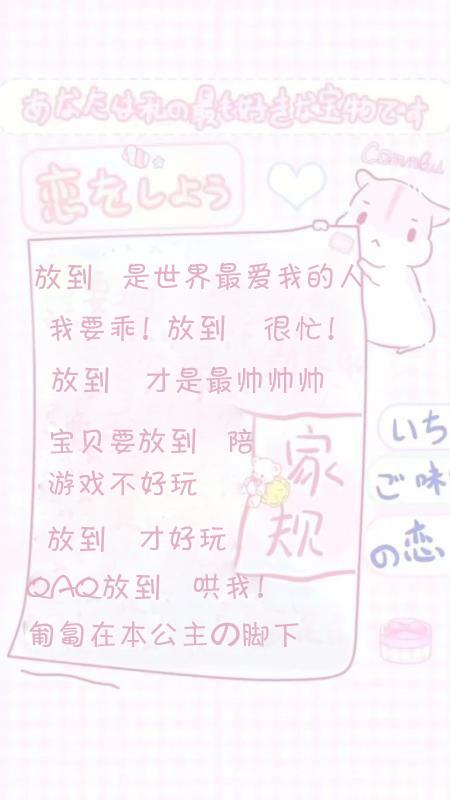 あなたは私の最も好きな宝物です
恋をしよう
放到 是世界最爱我的人
我要乖！放到 很忙！
放到 才是最帅帅帅
宝贝要放到 陪
游戏不好玩
放到 才好玩
QAQ放到 哄我！
匍匐在本公主の脚下
家规
いち
ご味
の恋